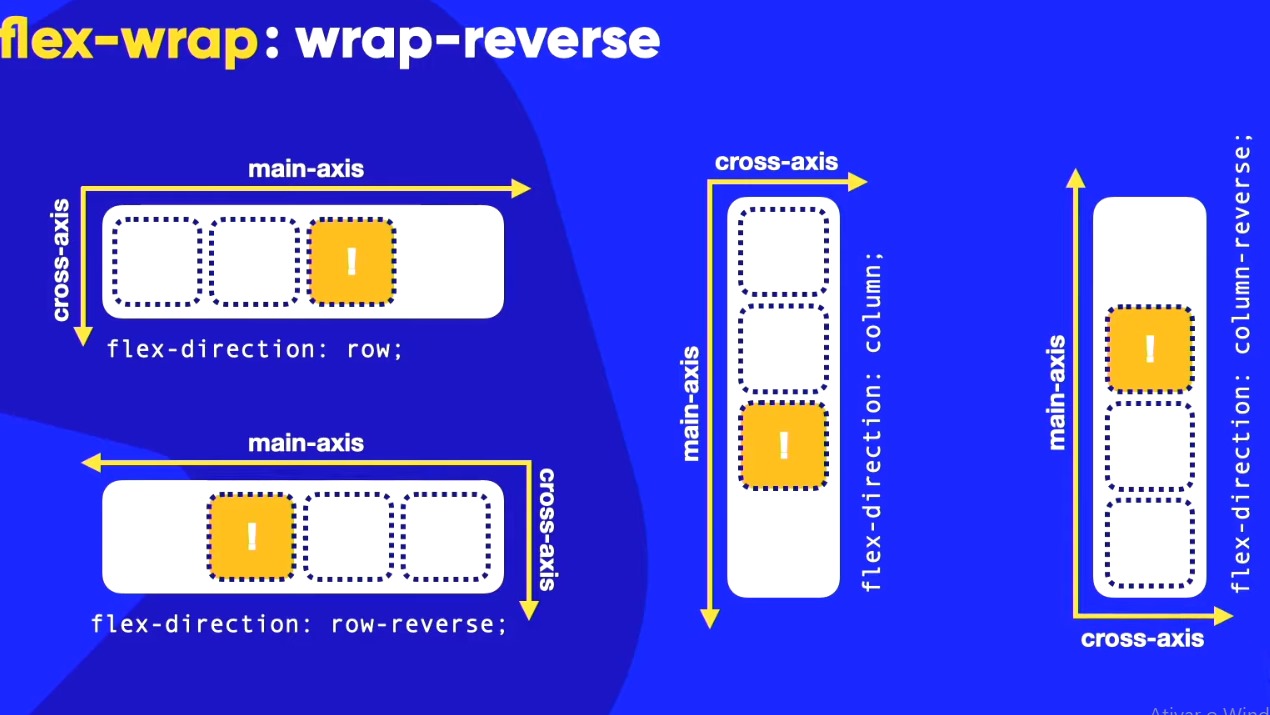 flex-wrap: wrap-reverse
main-axis
cross-axis
!
flex-direction: row;
main-axis
cross-axis
!
flex-direction: row-reverse;
cross-axis
main-axis
!
flex-direction: column;
main-axis
!
cross-axis
flex-direction: column-reverse;
Ativar o Wind